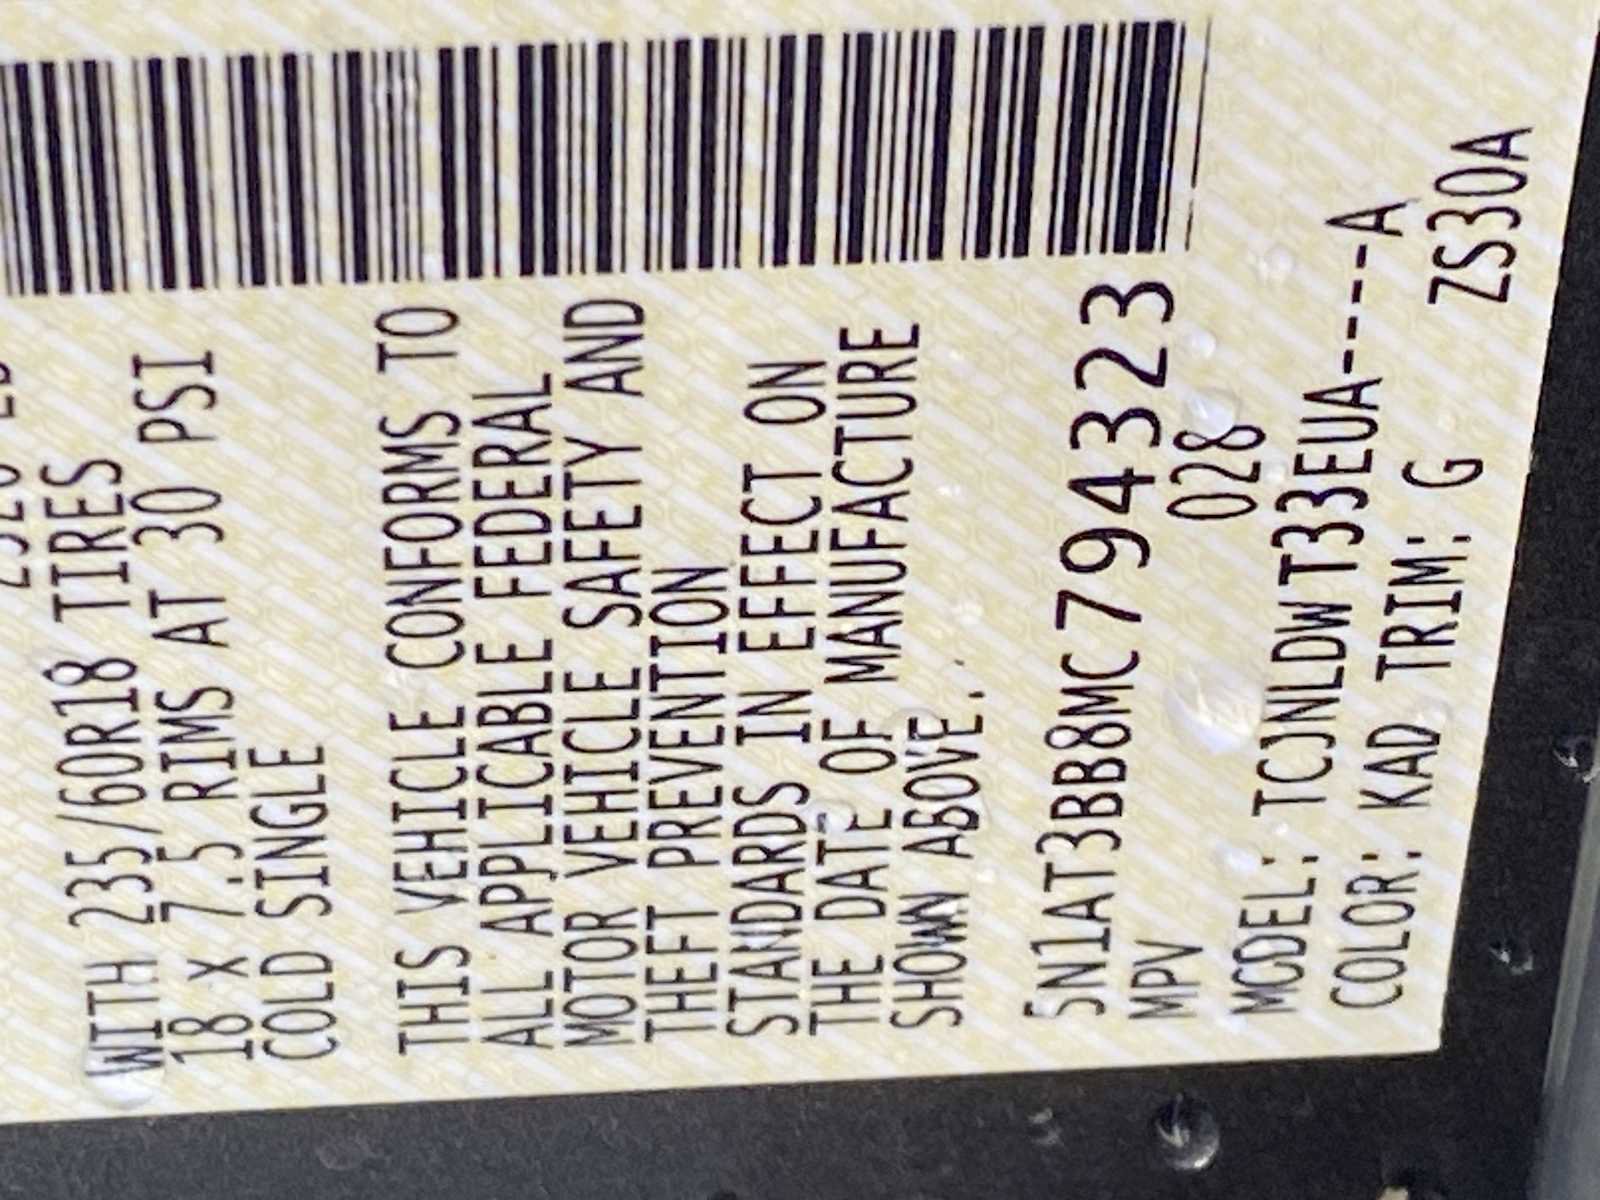 WITH 235/60R18 TIRES
18 X 7.5 RIMS AT 30 PSI
COLD SINGLE
THIS VEHICLE CONFORMS TO
ALL APPLICABLE FEDERAL
MOTOR VEHICLE SAFETY AND
THEFT PREVENTION
STANDARDS IN EFFECT ON
THE DATE OF MANUFACTURE
SHOWN ABOVE.
5N1AT3BB8MC794323
MPV 028
MODEL: TCJNLDWT33EUA----A
COLOR: KAD TRIM: G ZS30A